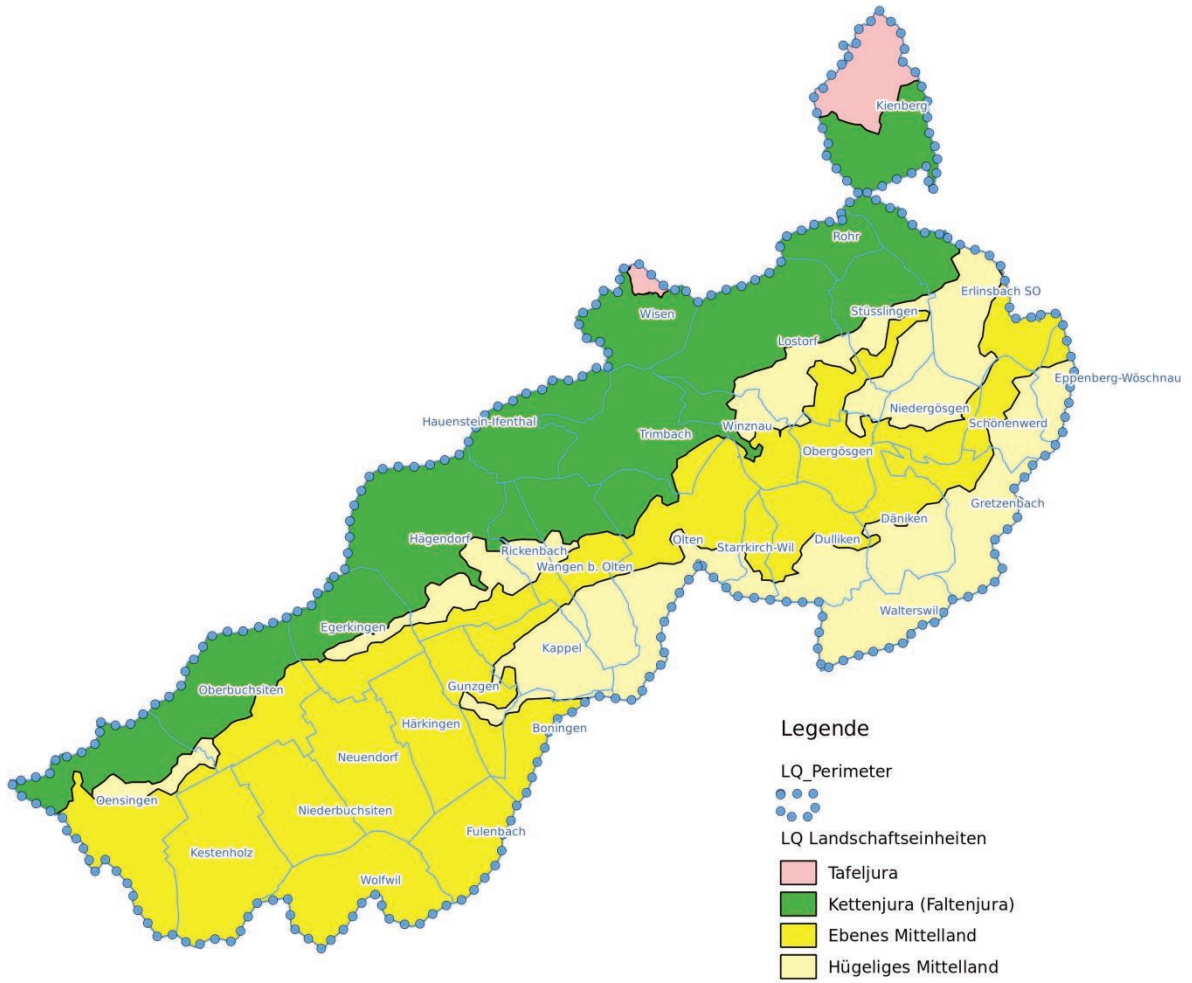 Kienberg
Rohr
Erlinsbach SO
Wisen
Stüsslingen
Lostorf
Eppenberg-Wöschnau
Niedergösgen
Hauenstein-Ifenthal
Schönenwerd
Winznau
Trimbach
Obergösgen
Gretzenbach
Däniken
Hägendorf
Dulliken
Olten
Starrkirch-Wil
Rickenbach
Wangen b. Olten
Walterswil
Egerkingen
Kappel
Gunzgen
Oberbuchsiten
Härkingen
Boningen
Neuendorf
Oensingen
Niederbuchsiten
Fulenbach
Kestenholz
Wolfwil
Legende
LQ_Perimeter
LQ Landschaftseinheiten
Tafeljura
Kettenjura (Faltenjura)
Ebenes Mittelland
Hügeliges Mittelland